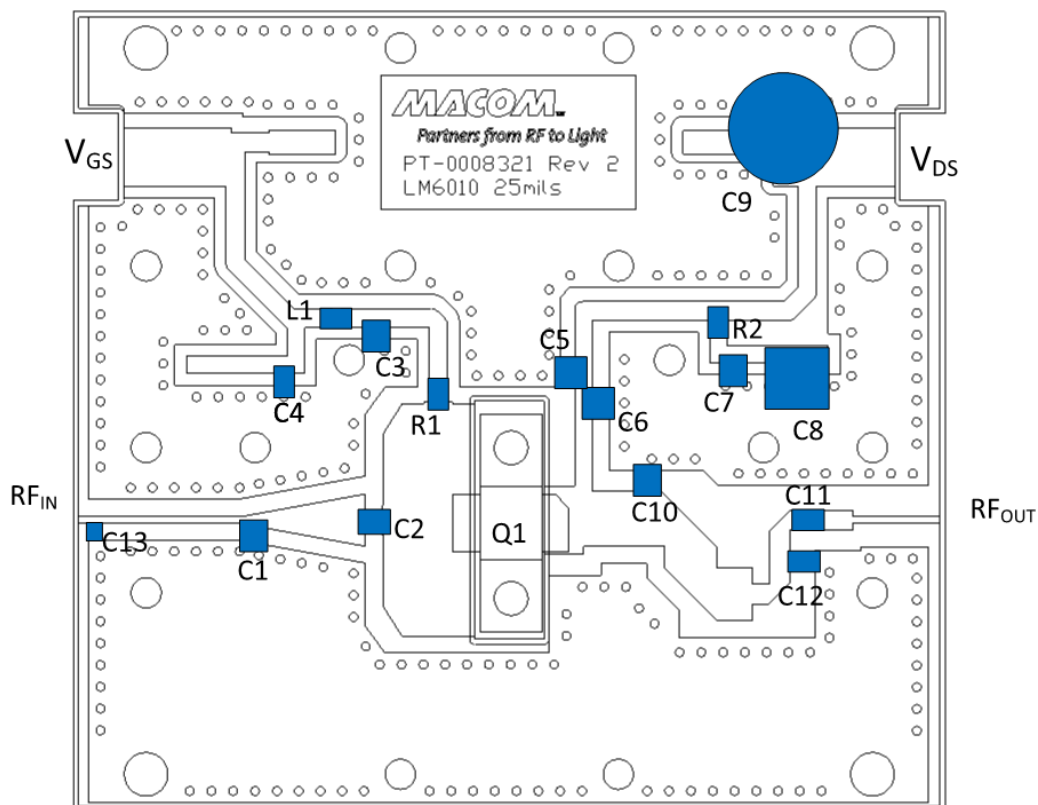 MACOM™
Partners from RF to Light
PT-0008321 Rev 2
LM6010 25mils
VGS
VDS
C9
L1
C3
C4
R1
C5
C6
R2
C7
C8
RFIN
C13
C1
C2
Q1
C10
C11
C12
RFOUT